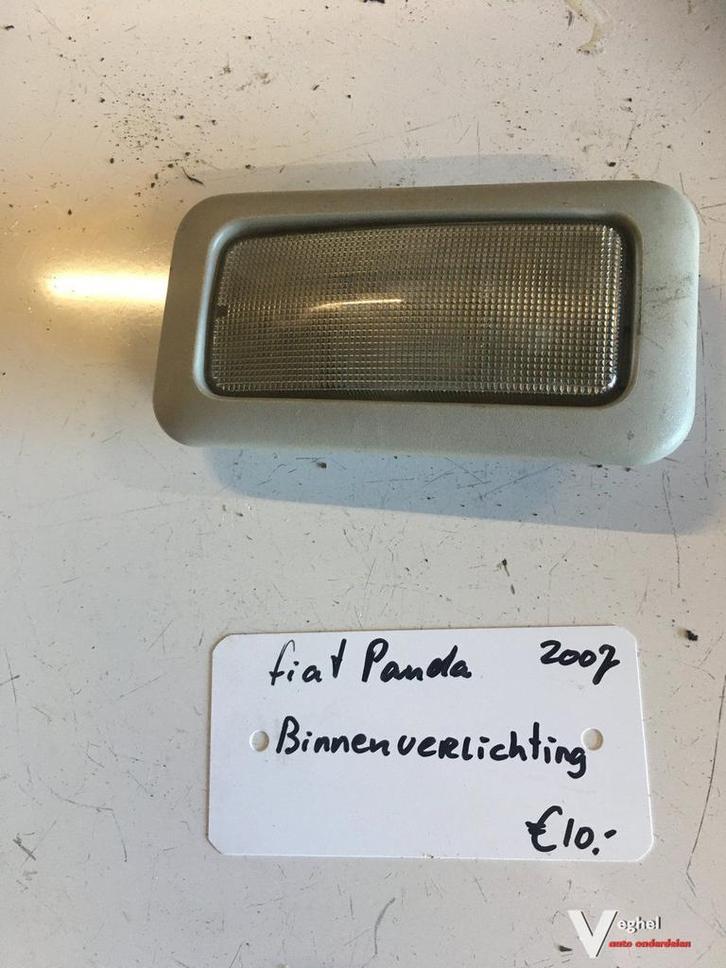 fiat Panda 2007
Binnenverlichting
€10.-
Veghel
auto onderdelen